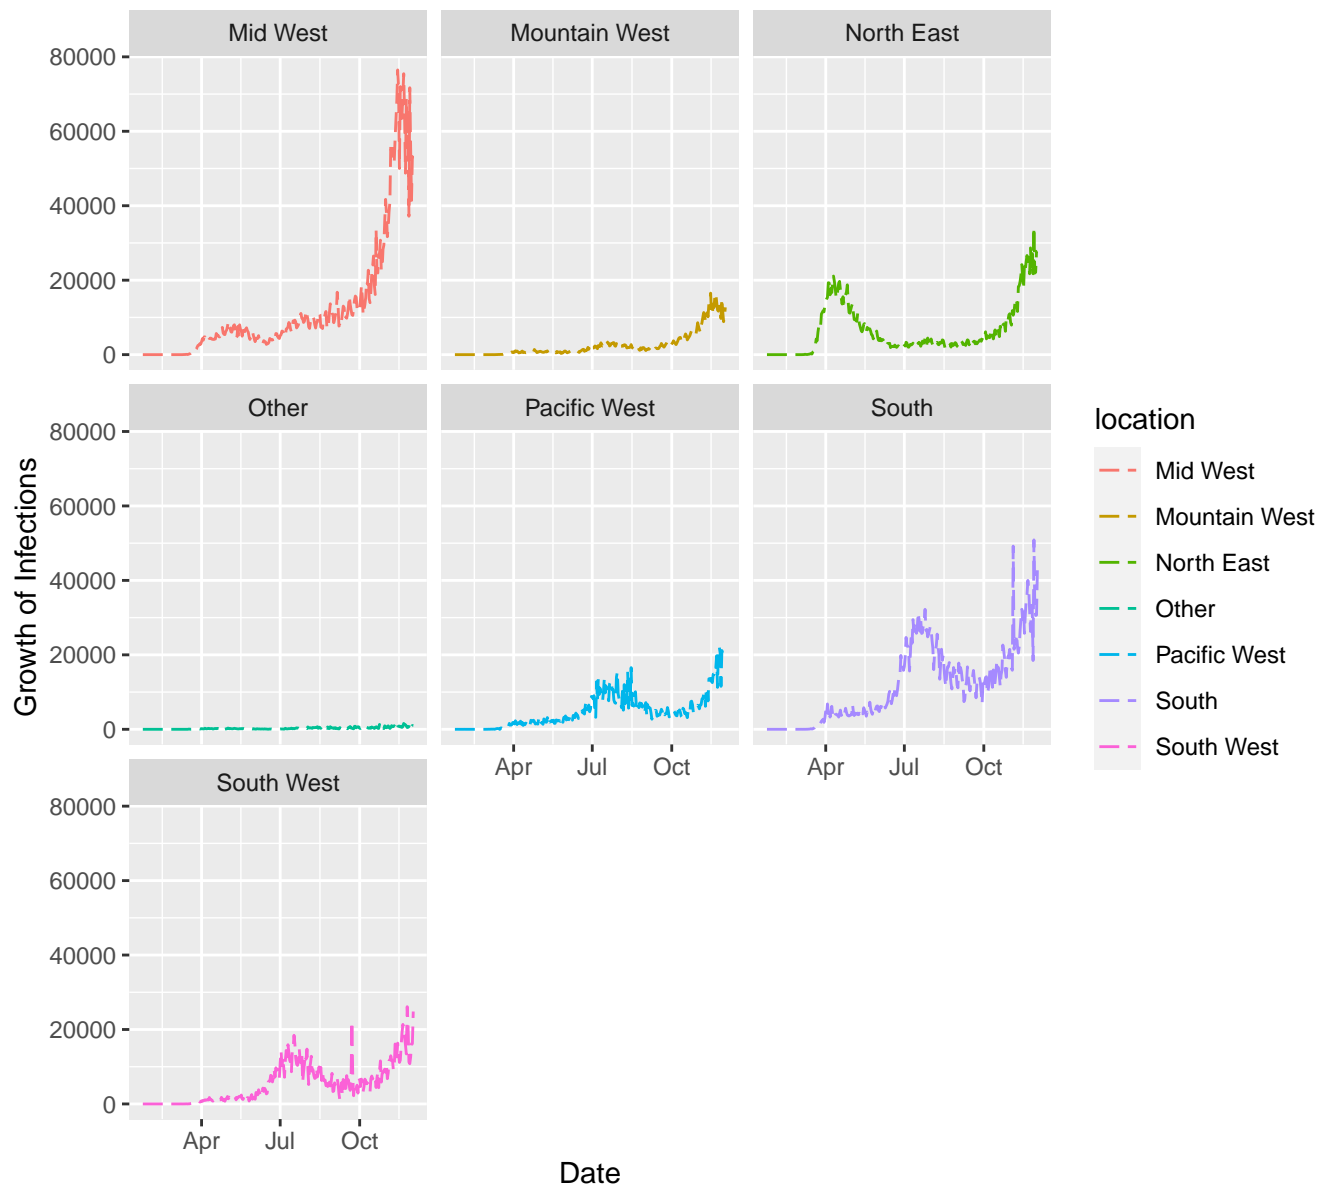 Mid West
Mountain West
North East
80000
60000
40000
20000
0
Other
Pacific West
South
80000
60000
40000
20000
0
Apr
Jul
Oct
Apr
Jul
Oct
South West
80000
60000
40000
20000
0
Apr
Jul
Oct
Date
Growth of Infections
location
Mid West
Mountain West
North East
Other
Pacific West
South
South West